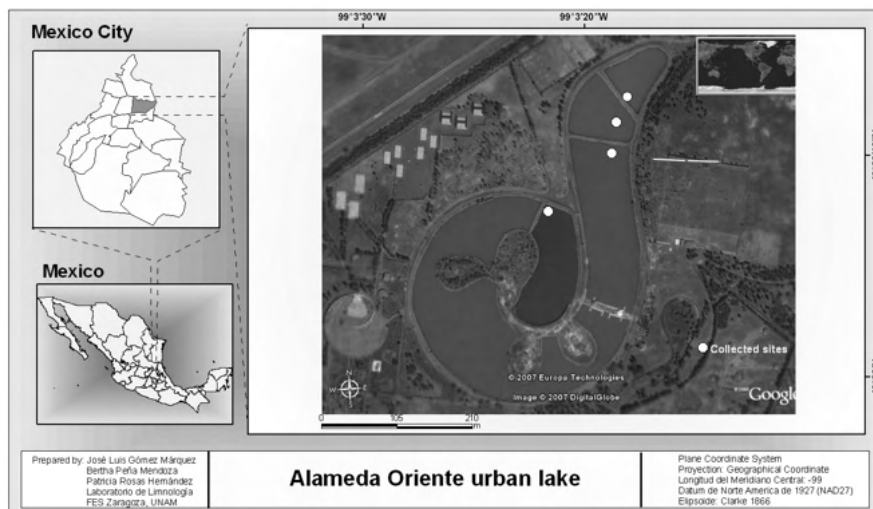 99°3'30"W
99°3'20"W
Mexico City
Mexico
Collected sites
N
W
E
S
© 2007 Europa Technologies
Image © 2007 DigitalGlobe
Google
0
105
210
m
Prepared by: José Luis Gómez Márquez
Bertha Peña Mendoza
Patricia Rosas Hernández
Laboratorio de Limnología
FES Zaragoza, UNAM
Alameda Oriente urban lake
Plane Coordinate System
Proyection: Geographical Coordinate
Longitud del Meridiano Central: -99
Datum de Norte America de 1927 (NAD27)
Elipsoide: Clarke 1866